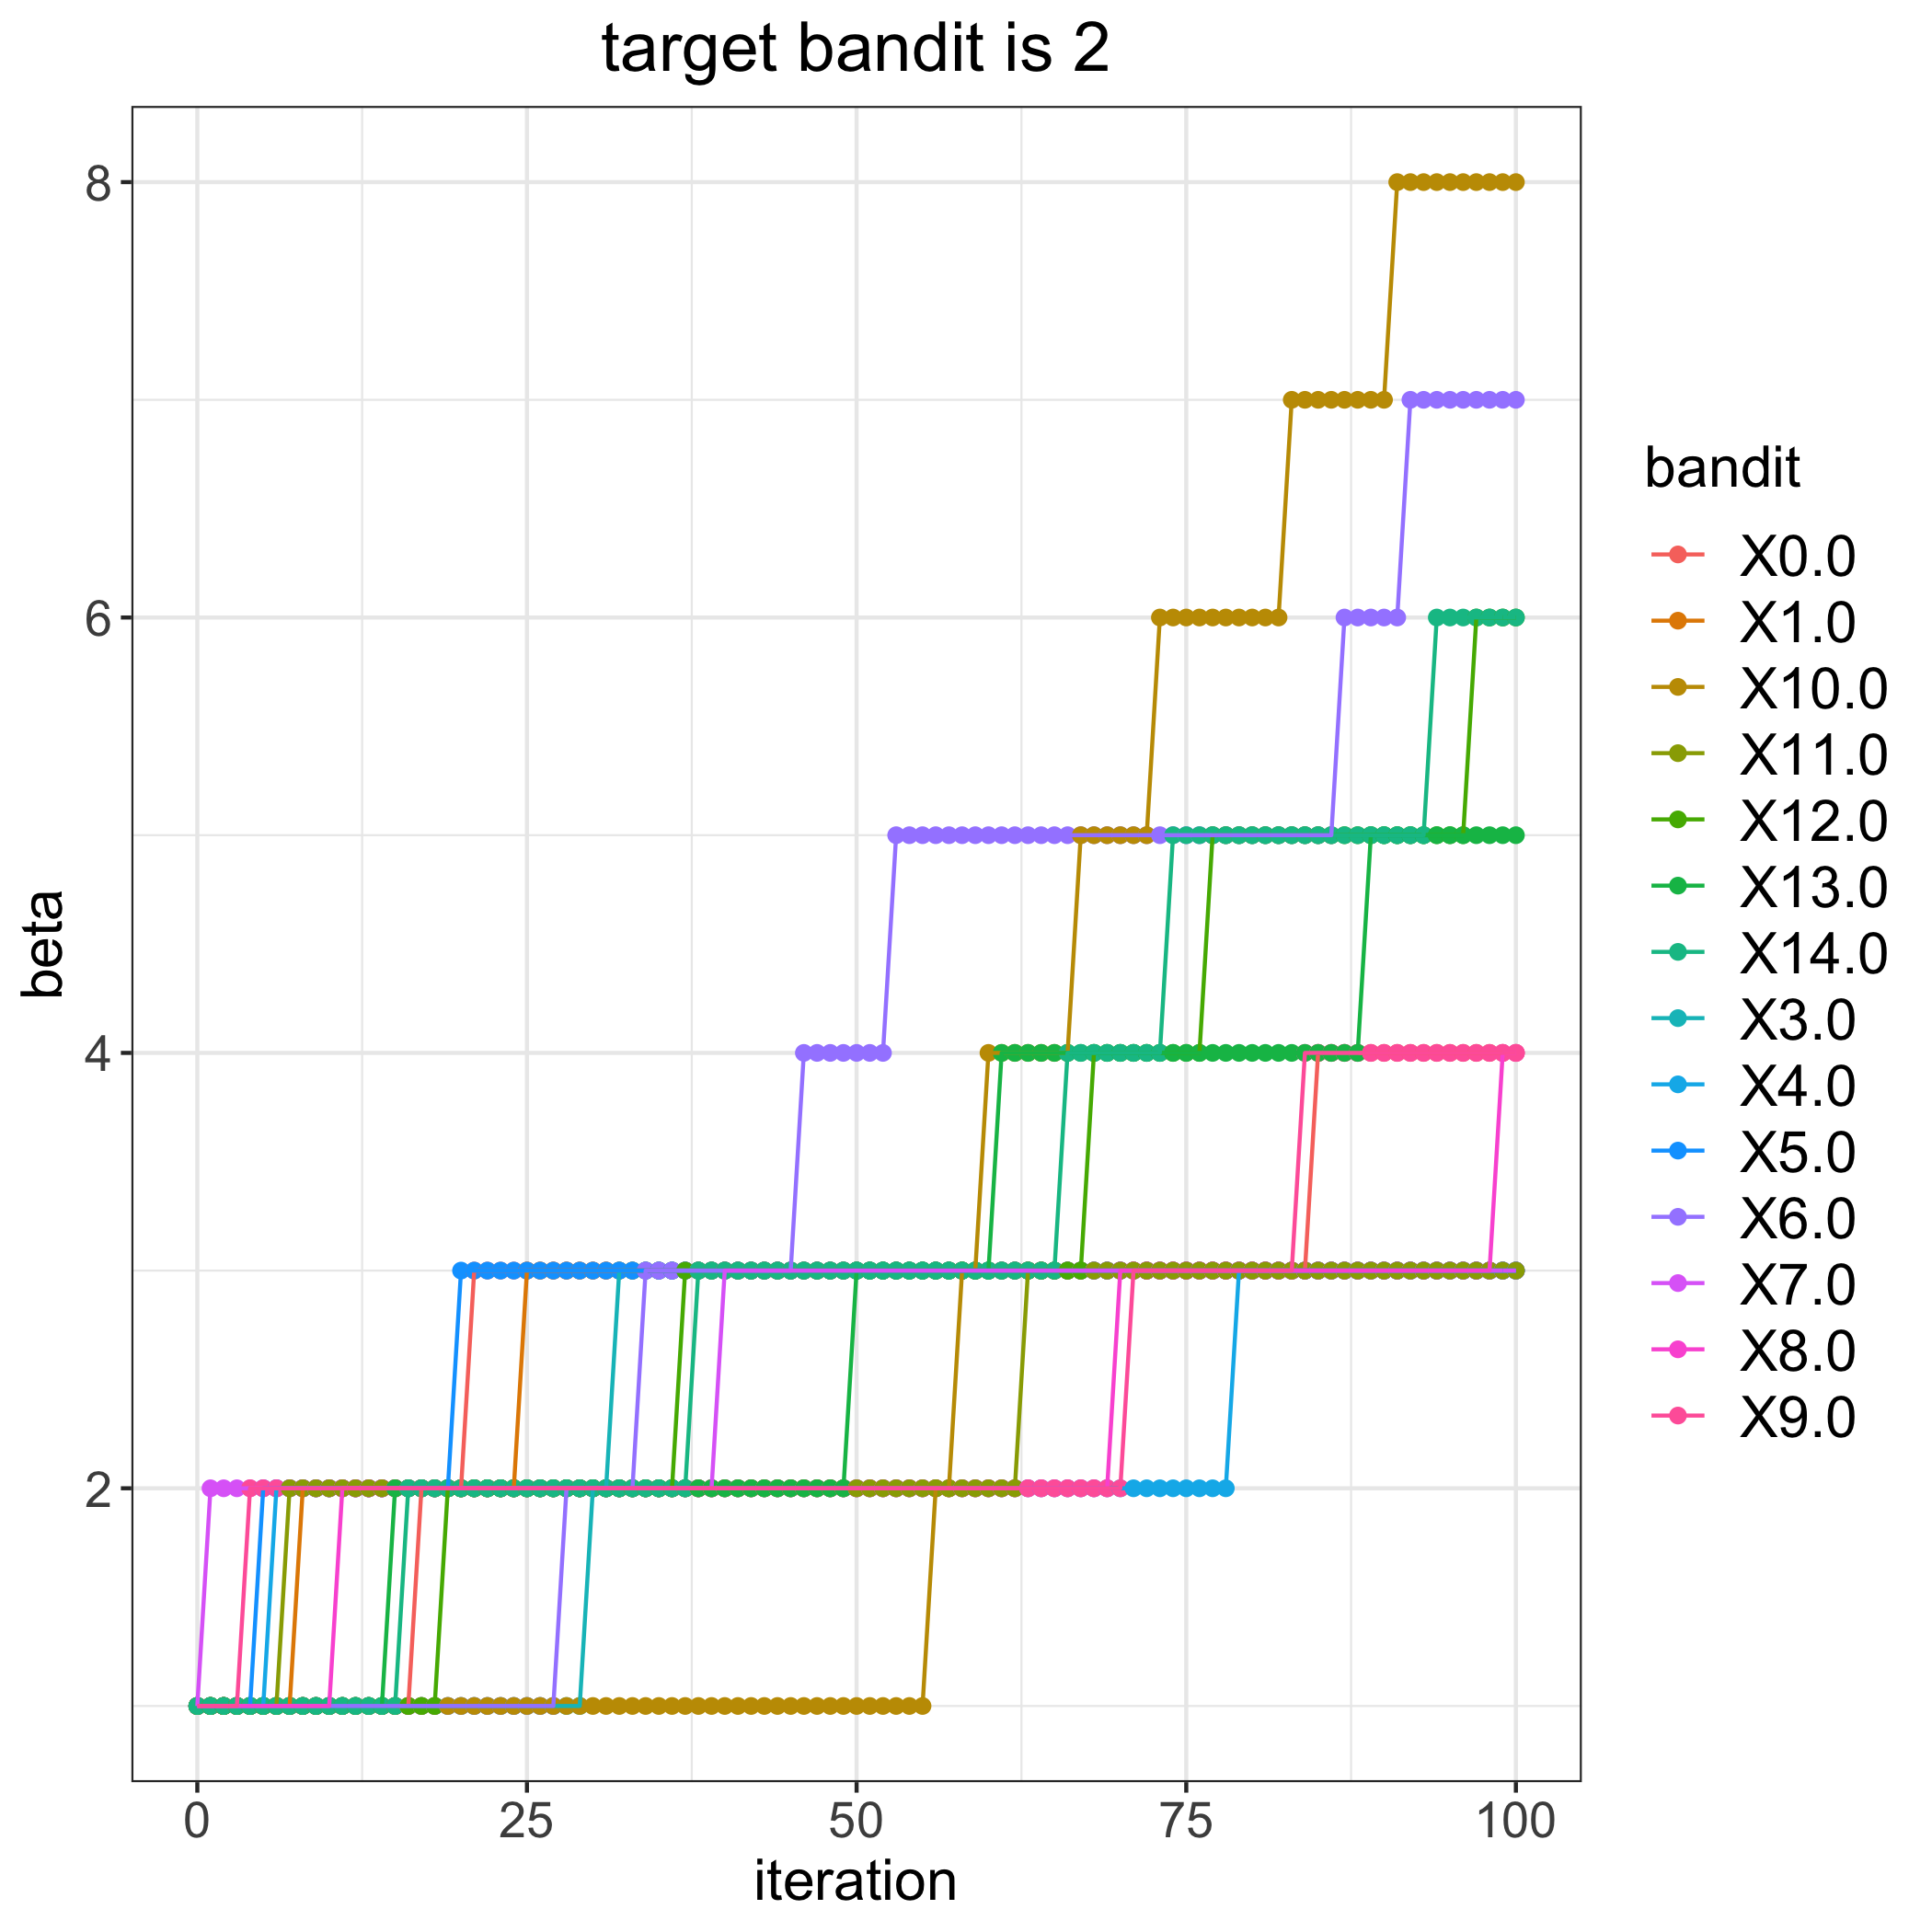 target bandit is 2
8
6
4
2
beta
0 25 50 75 100
iteration
bandit
X0.0
X1.0
X10.0
X11.0
X12.0
X13.0
X14.0
X3.0
X4.0
X5.0
X6.0
X7.0
X8.0
X9.0